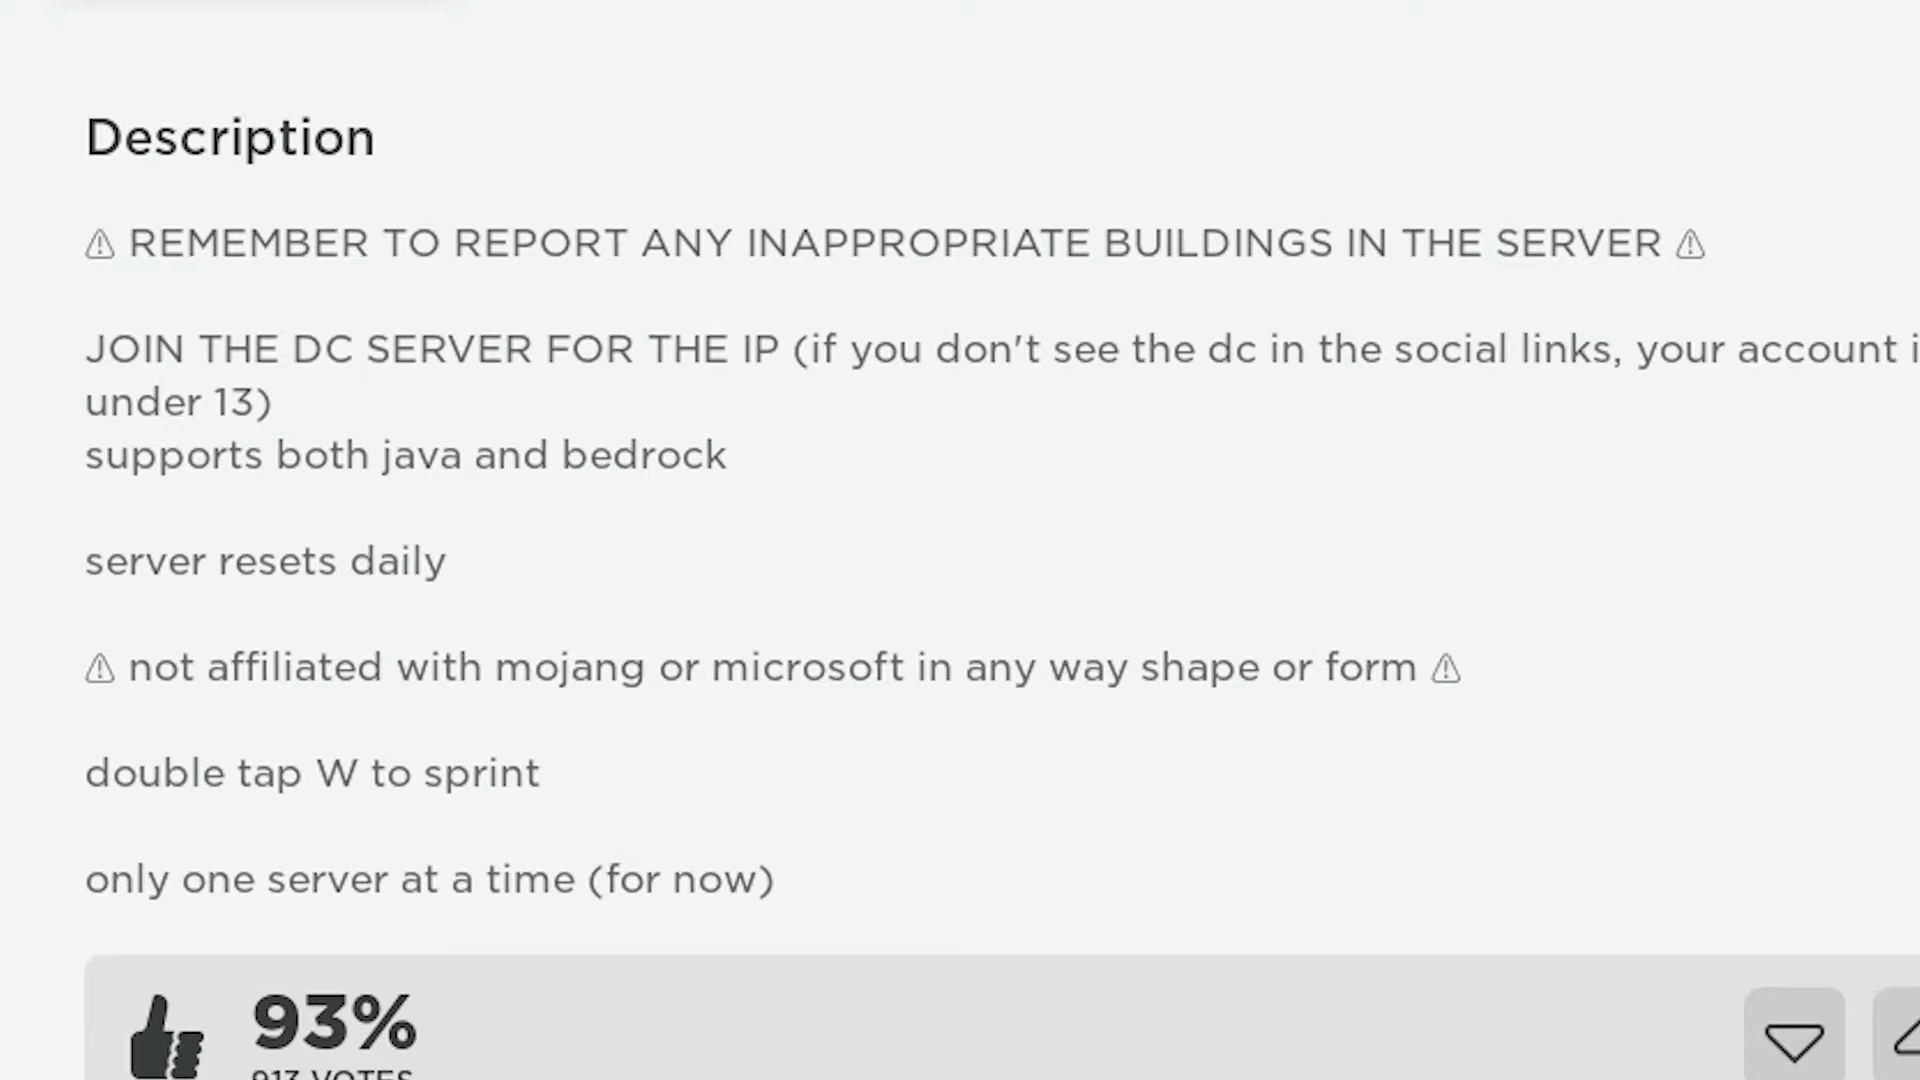 Description
⚠ REMEMBER TO REPORT ANY INAPPROPRIATE BUILDINGS IN THE SERVER ⚠
JOIN THE DC SERVER FOR THE IP (if you don't see the dc in the social links, your account i
under 13)
supports both java and bedrock
server resets daily
⚠ not affiliated with mojang or microsoft in any way shape or form ⚠
double tap W to sprint
only one server at a time (for now)
93%
913 VOTES